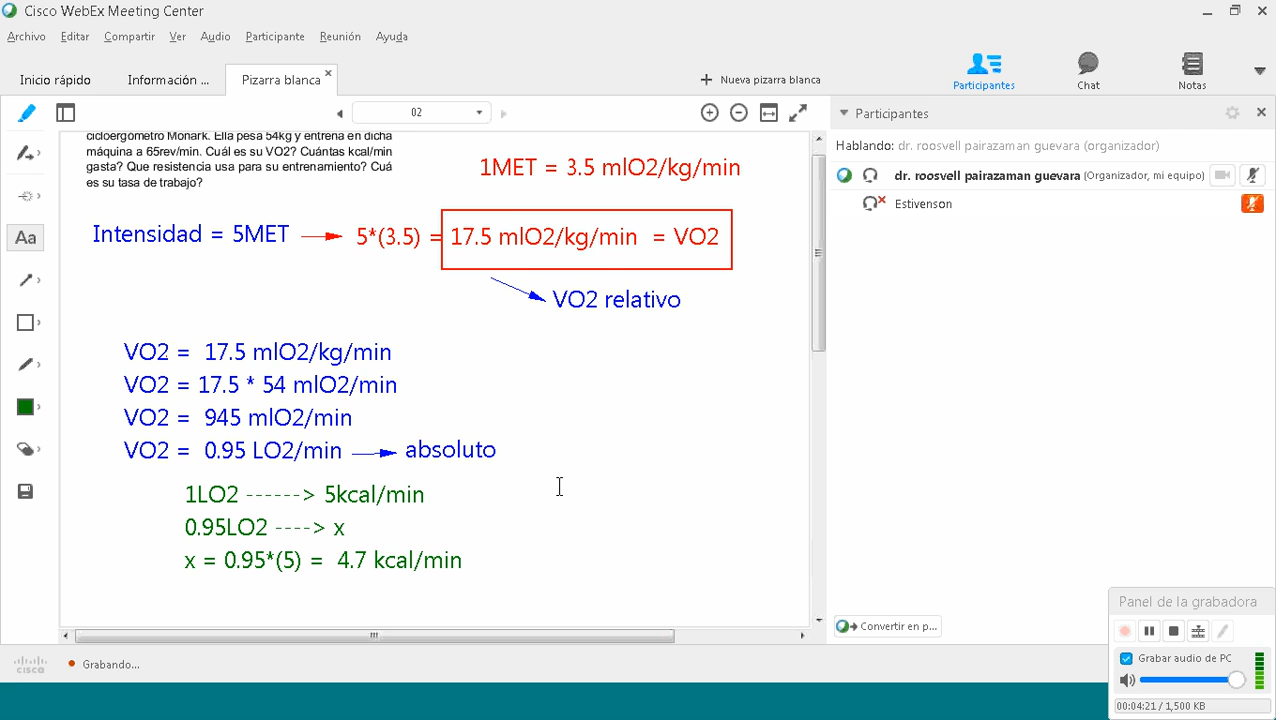 Cisco WebEx Meeting Center
Archivo Editar Compartir Ver Audio Participante Reunión Ayuda
Inicio rápido Información ... Pizarra blanca Nueva pizarra blanca
Participantes Chat Notas
02
Participantes
Hablando: dr. roosvell pairazaman guevara (organizador)
dr. roosvell pairazaman guevara (Organizador, mi equipo)
Estivenson
cicloergómetro Monark. Ella pesa 54kg y entrena en dicha
máquina a 65rev/min. Cuál es su VO2? Cuántas kcal/min
gasta? Que resistencia usa para su entrenamiento? Cuá
es su tasa de trabajo?
1MET = 3.5 mlO2/kg/min
Intensidad = 5MET 5*(3.5) = 17.5 mlO2/kg/min = VO2
VO2 relativo
VO2 = 17.5 mlO2/kg/min
VO2 = 17.5 * 54 mlO2/min
VO2 = 945 mlO2/min
VO2 = 0.95 LO2/min absoluto
1LO2 ------> 5kcal/min
0.95LO2 ----> x
x = 0.95*(5) = 4.7 kcal/min
Aa
Convertir en p...
Panel de la grabadora
Grabar audio de PC
00:04:21 / 1,500 KB
cisco
Grabando...